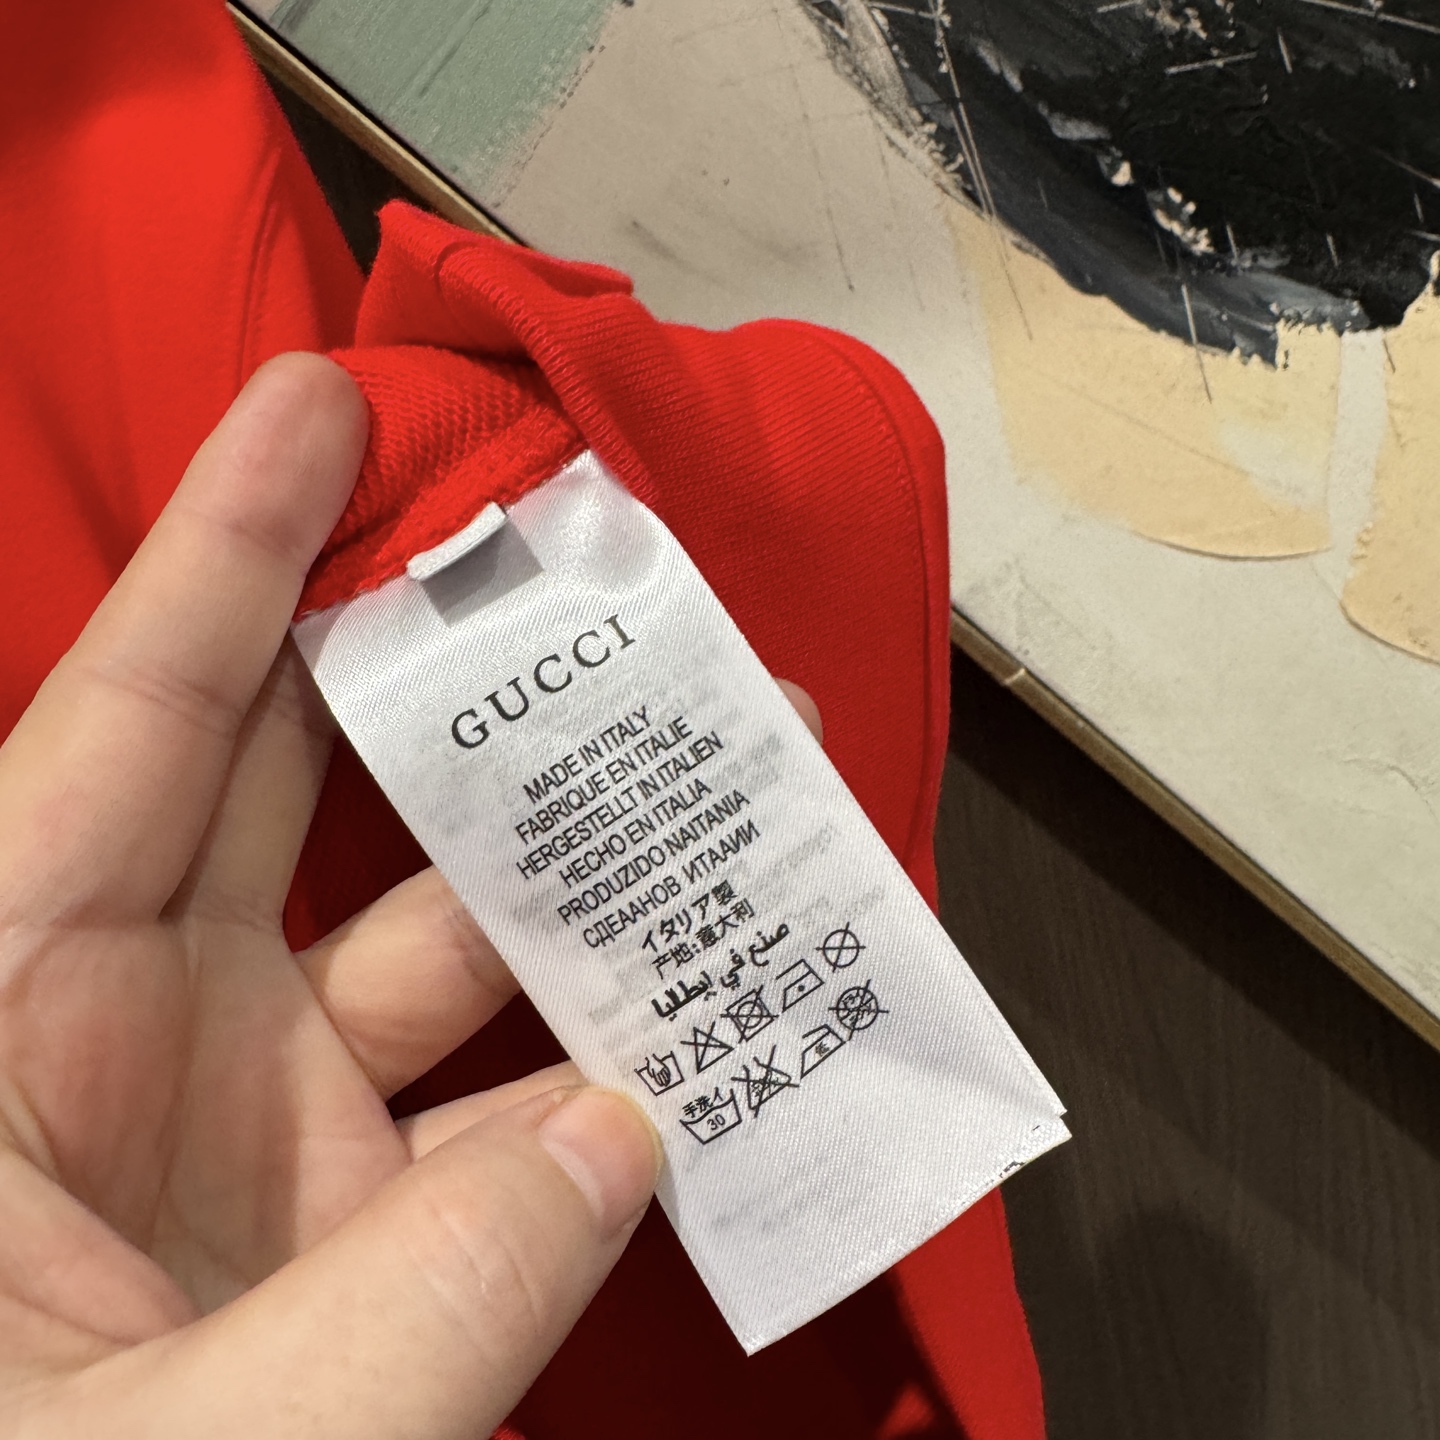 GUCCI
MADE IN ITALY
FABRIQUE EN ITALIE
HERGESTELLT IN ITALIEN
HECHO EN ITALIA
PRODUZIDO NAITANIA
СДЕААНОВ ИТААИИ
イタリア製
产地:意大利
صنع في إيطاليا
手洗イ
30